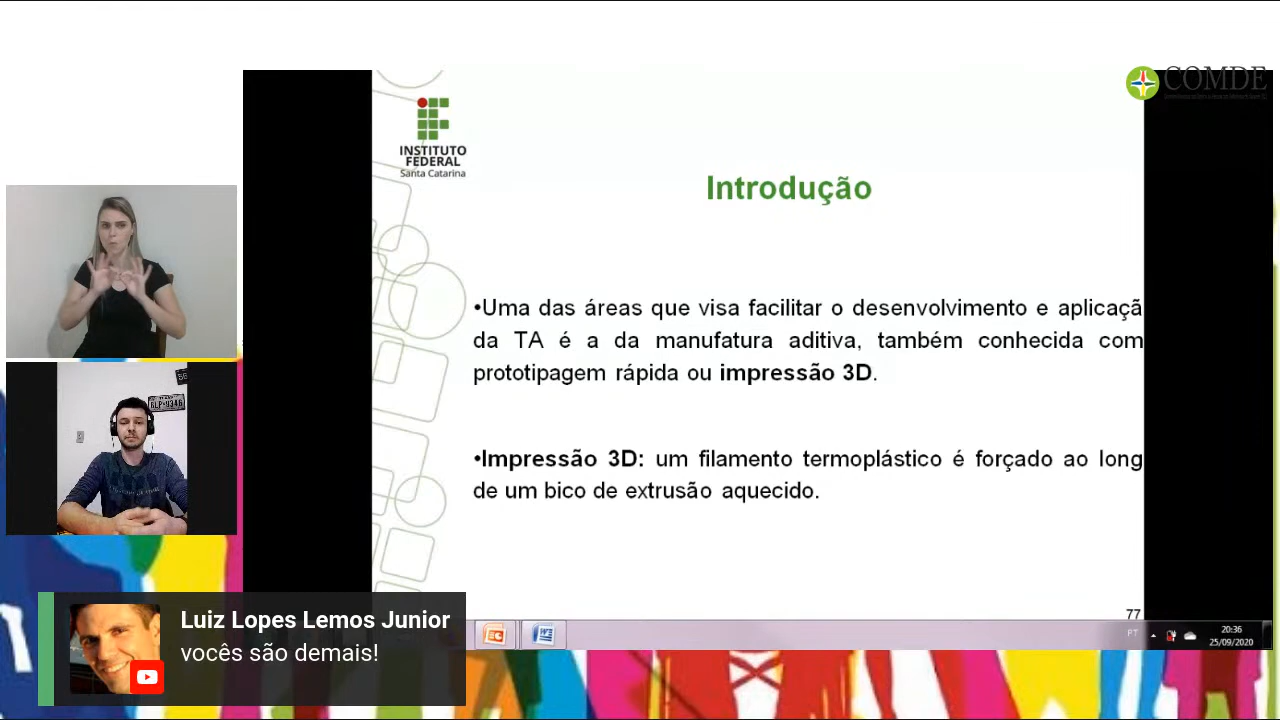 COMDE
INSTITUTO
FEDERAL
Santa Catarina
Introdução
•Uma das áreas que visa facilitar o desenvolvimento e aplicaçã
da TA é a da manufatura aditiva, também conhecida com
prototipagem rápida ou impressão 3D.
•Impressão 3D: um filamento termoplástico é forçado ao long
de um bico de extrusão aquecido.
77
Luiz Lopes Lemos Junior
vocês são demais!
PT
20:36
25/09/2020